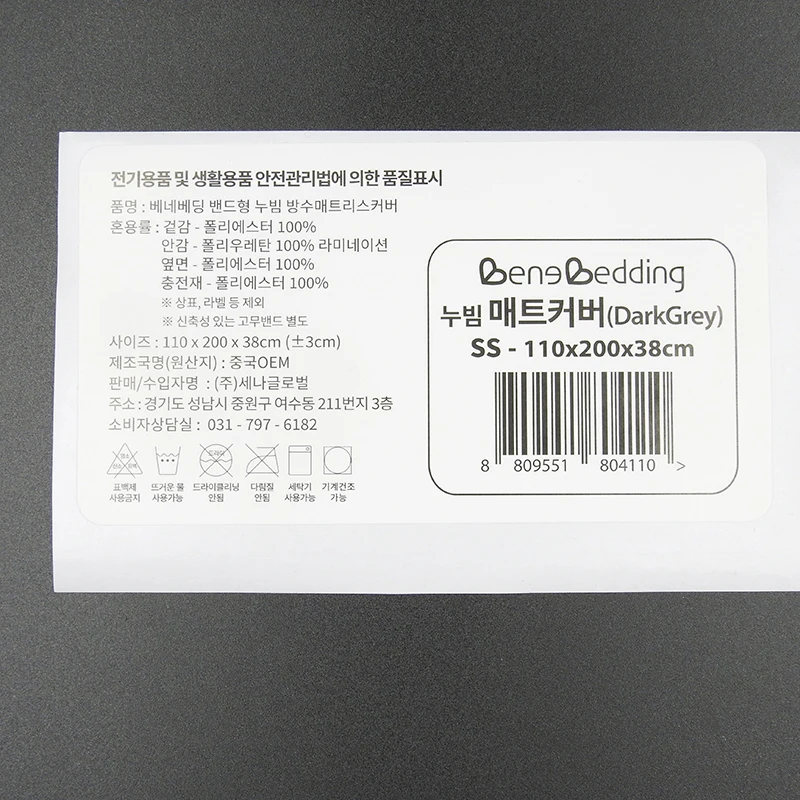 전기용품 및 생활용품 안전관리법에 의한 품질표시
품명 : 베네베딩 밴드형 누빔 방수매트리스커버
혼용률 : 겉감 - 폴리에스터 100%
안감 - 폴리우레탄 100% 라미네이션
옆면 - 폴리에스터 100%
충전재 - 폴리에스터 100%
※ 상표, 라벨 등 제외
※ 신축성 있는 고무밴드 별도
사이즈 : 110 x 200 x 38cm (±3cm)
제조국명(원산지) : 중국OEM
판매/수입자명 : (주)세나글로벌
주소 : 경기도 성남시 중원구 여수동 211번지 3층
소비자상담실 : 031 - 797 - 6182
염소
산소 표백
드라이
표백제 사용금지
뜨거운 물 사용가능
드라이클리닝 안됨
다림질 안됨
세탁기 사용가능
기계건조 가능
BeneBedding
누빔 매트커버(DarkGrey)
SS - 110x200x38cm
8 809551 804110 >